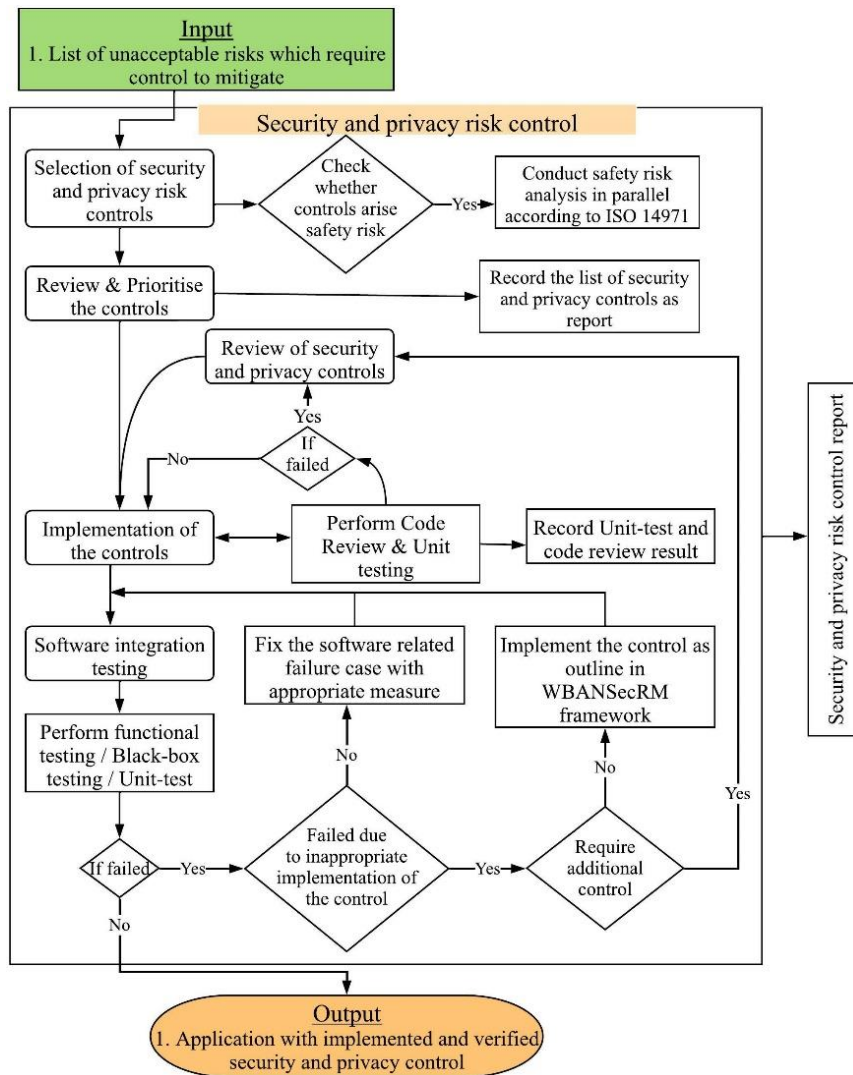 Input
1. List of unacceptable risks which require
control to mitigate
Security and privacy risk control
Selection of security
and privacy risk
controls
Check
whether
controls arise
safety risk
Yes
Conduct safety risk
analysis in parallel
according to ISO 14971
Review & Prioritise
the controls
Record the list of security
and privacy controls as
report
Review of security
and privacy controls
Yes
If
failed
No
Implementation of
the controls
Perform Code
Review & Unit
testing
Record Unit-test and
code review result
Security and privacy risk control report
Software integration
testing
Fix the software related
failure case with
appropriate measure
Implement the control as
outline in
WBANSecRM
framework
Perform functional
testing / Black-box
testing / Unit-test
No
No
Yes
If failed
Yes
Failed due
to inappropriate
implementation of
the control
Yes
Require
additional
control
No
Output
1. Application with implemented and verified
security and privacy control